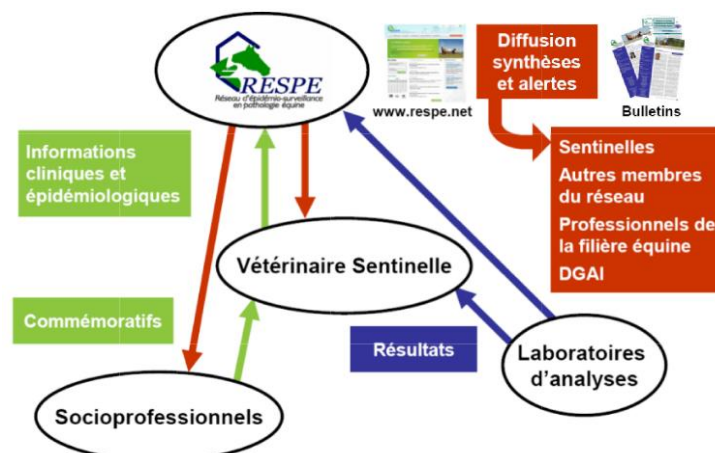 RESPE
Réseau d'épidémio-surveillance
en pathologie équine
www.respe.net
Diffusion
synthèses
et alertes
Bulletins
Informations
cliniques et
épidémiologiques
Sentinelles
Autres membres
du réseau
Professionnels de
la filière équine
DGAl
Vétérinaire Sentinelle
Commémoratifs
Résultats
Laboratoires
d'analyses
Socioprofessionnels